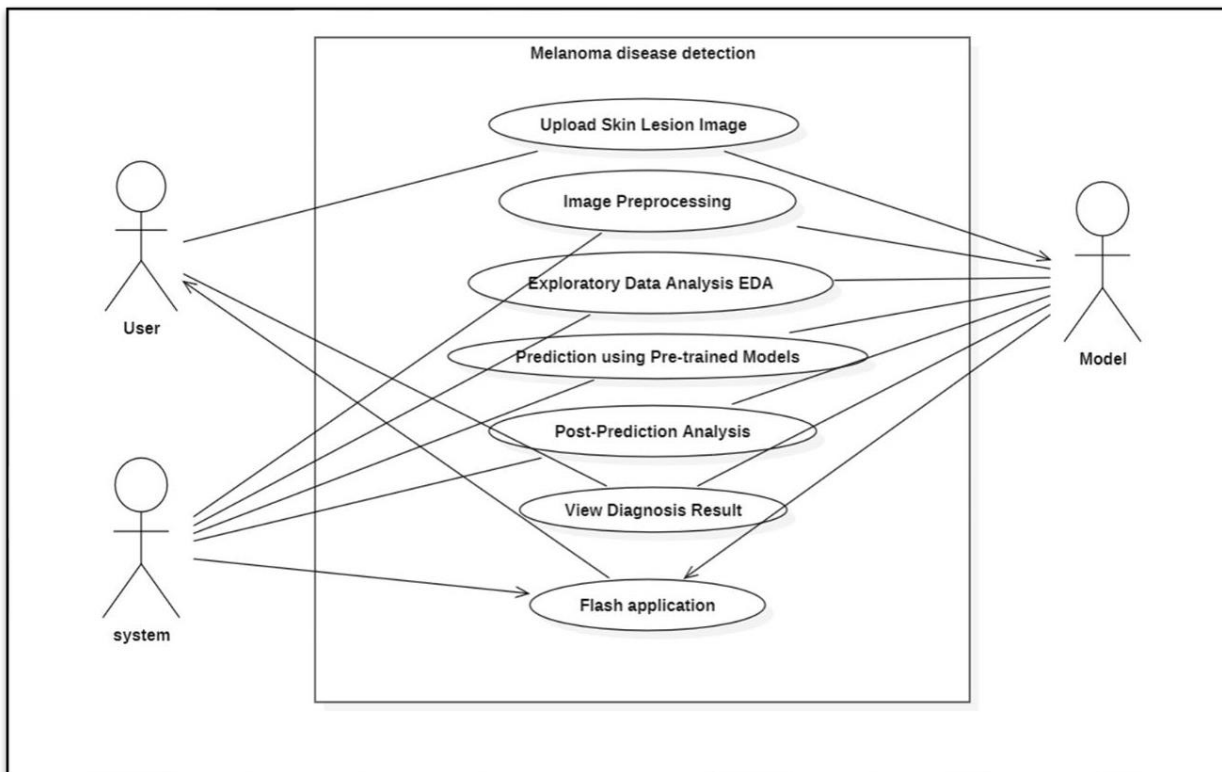 Melanoma disease detection
Upload Skin Lesion Image
Image Preprocessing
Exploratory Data Analysis EDA
Prediction using Pre-trained Models
Post-Prediction Analysis
View Diagnosis Result
Flash application
User
system
Model